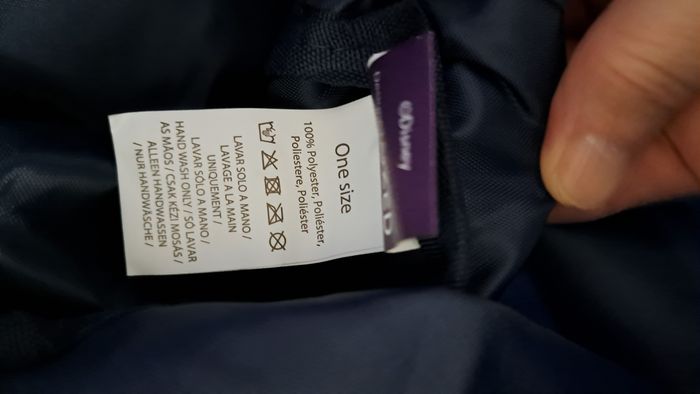 One size
100% Polyester, Poliéster,
Poliestere, Poliéster
LAVAR SOLO A MANO /
LAVAGE A LA MAIN
UNIQUEMENT /
LAVAR SÓLO A MANO /
HAND WASH ONLY / SÓ LAVAR
AS MÃOS / CSAK KÉZI MOSÁS /
ALLEEN HANDWASSEN
/ NUR HANDWÄSCHE /
©Disney